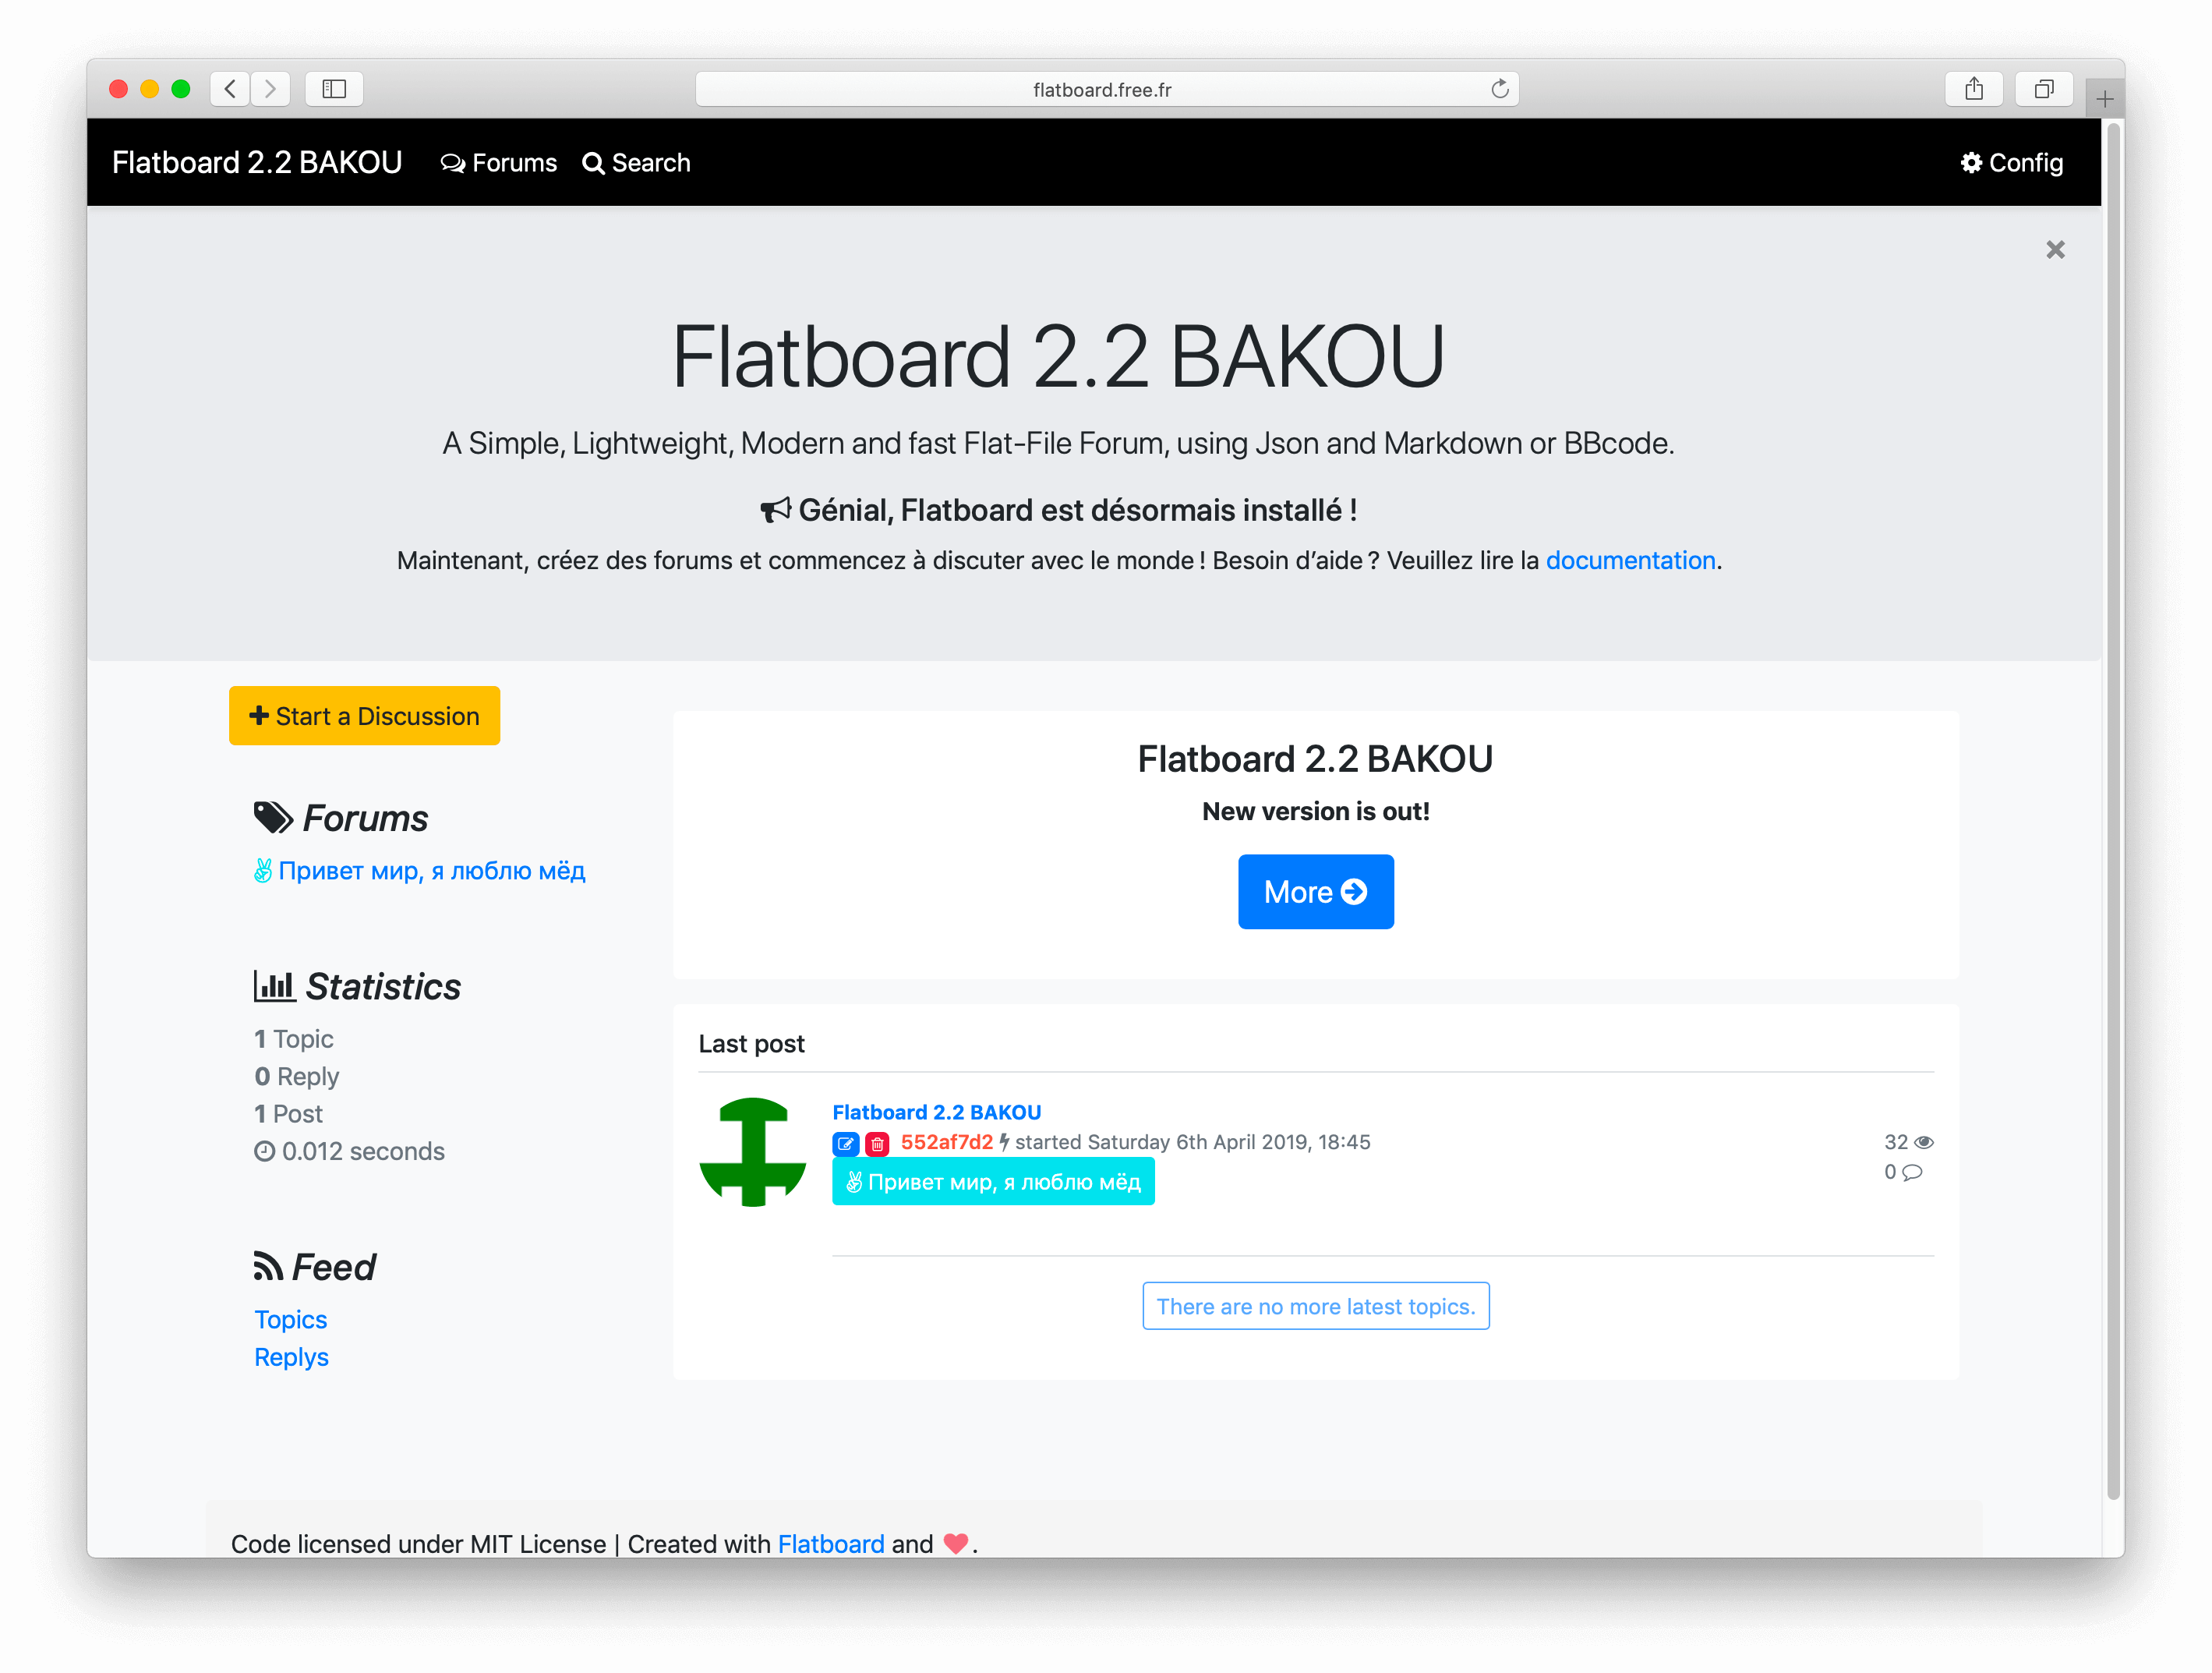 flatboard.free.fr
Flatboard 2.2 BAKOU Forums Search Config
Flatboard 2.2 BAKOU
A Simple, Lightweight, Modern and fast Flat-File Forum, using Json and Markdown or BBcode.
Génial, Flatboard est désormais installé !
Maintenant, créez des forums et commencez à discuter avec le monde ! Besoin d’aide ? Veuillez lire la documentation.
Start a Discussion
Forums
Привет мир, я люблю мёд
Statistics
1 Topic
0 Reply
1 Post
0.012 seconds
Feed
Topics
Replys
Flatboard 2.2 BAKOU
New version is out!
More
Last post
Flatboard 2.2 BAKOU
552af7d2 started Saturday 6th April 2019, 18:45
32
0
Привет мир, я люблю мёд
There are no more latest topics.
Code licensed under MIT License | Created with Flatboard and ❤.